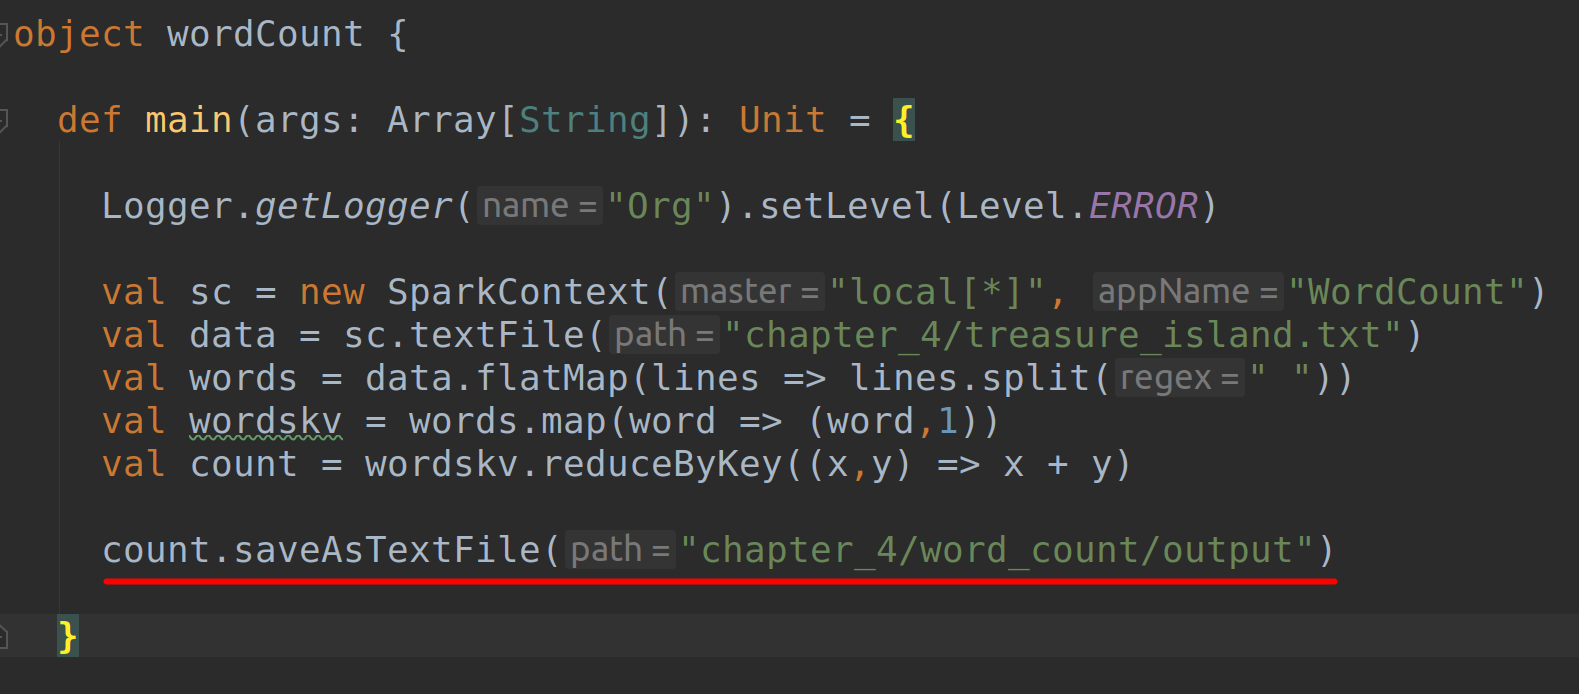 object wordCount {
def main(args: Array[String]): Unit = {
Logger.getLogger( name = "Org").setLevel(Level.ERROR)
val sc = new SparkContext( master = "local[*]", appName = "WordCount")
val data = sc.textFile( path = "chapter_4/treasure_island.txt")
val words = data.flatMap(lines => lines.split( regex = " "))
val wordskv = words.map(word => (word,1))
val count = wordskv.reduceByKey((x,y) => x + y)
count.saveAsTextFile( path = "chapter_4/word_count/output")
}